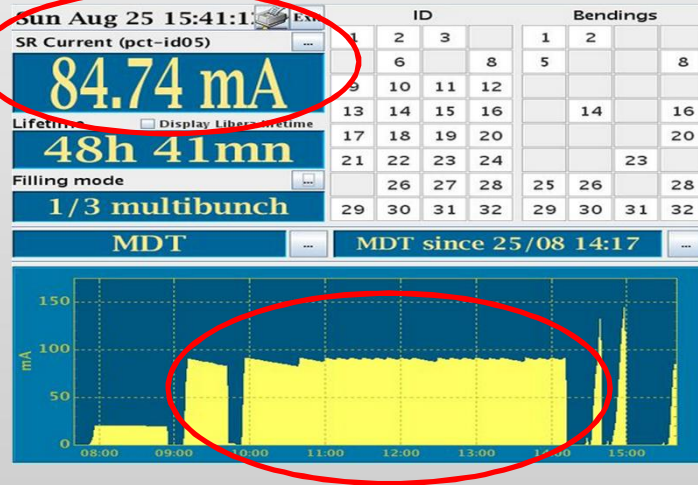 Sun Aug 25 15:41:1
SR Current (pct-id05) ...
84.74 mA
Lifetime Display Libera lifetime
48h 41mn
Filling mode ...
1/3 multibunch
ID
1 2 3
6 8
9 10 11 12
13 14 15 16
17 18 19 20
21 22 23 24
26 27 28
29 30 31 32
Bendings
1 2
5 8
14 16
20
23
25 26 28
29 30 31 32
MDT ...
MDT since 25/08 14:17 ...
mA
150
100
50
0
08:00 09:00 10:00 11:00 12:00 13:00 14:00 15:00